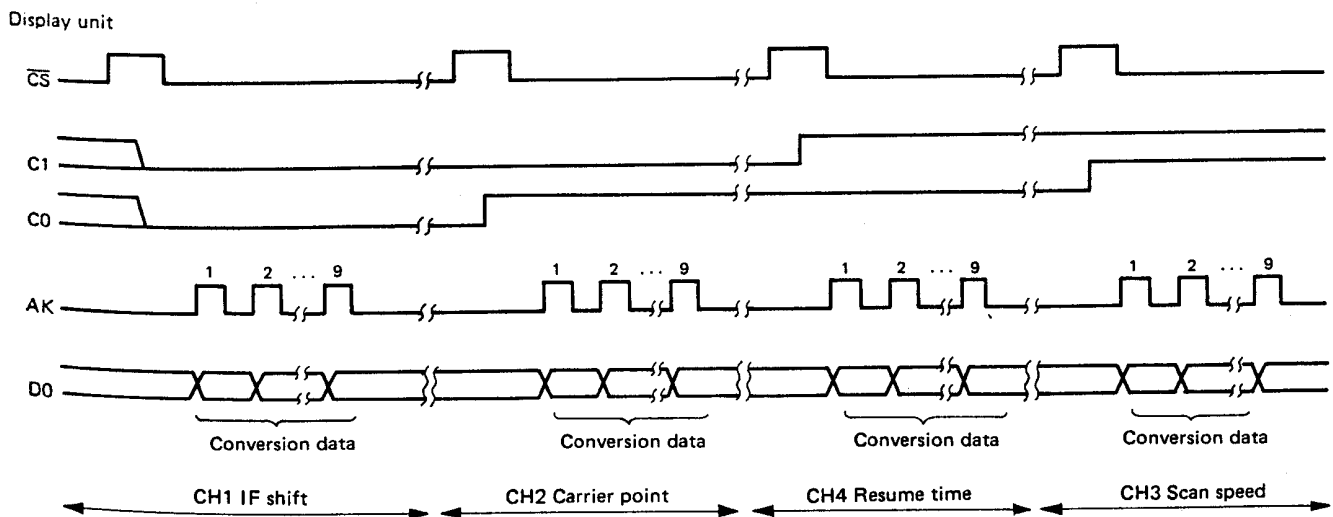 Display unit
CS
C1
C0
1 2 ... 9 1 2 ... 9 1 2 ... 9 1 2 ... 9
AK
D0
Conversion data Conversion data Conversion data Conversion data
CH1 IF shift CH2 Carrier point CH4 Resume time CH3 Scan speed